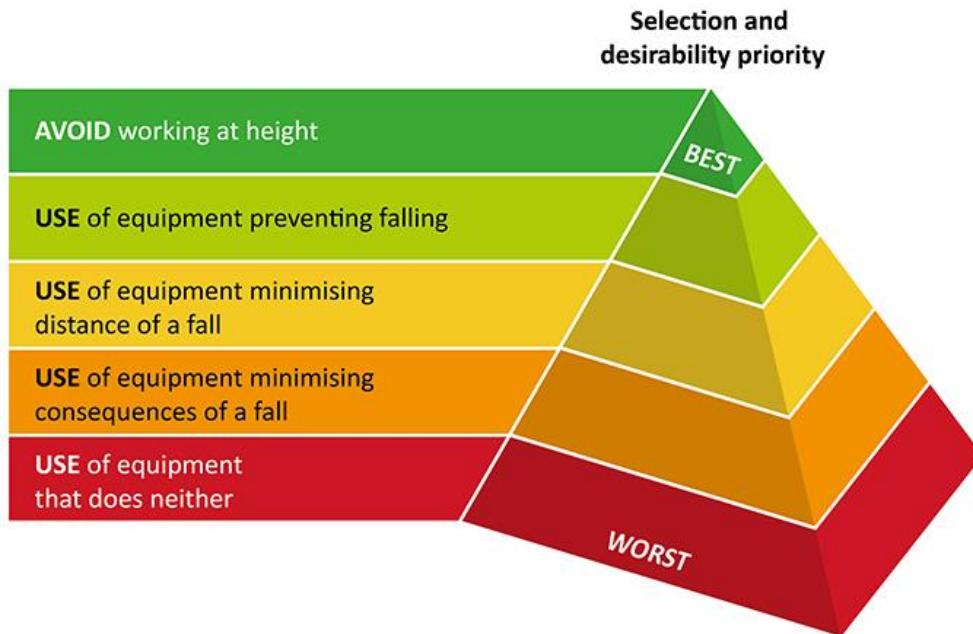 Selection and
desirability priority
AVOID working at height
BEST
USE of equipment preventing falling
USE of equipment minimising
distance of a fall
USE of equipment minimising
consequences of a fall
USE of equipment
that does neither
WORST